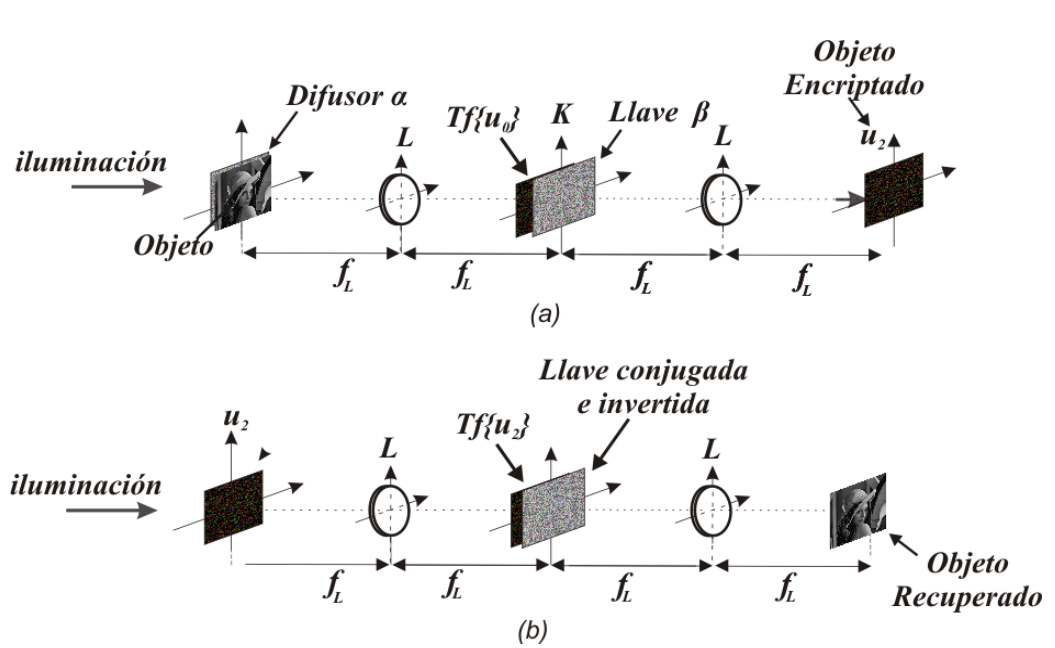 Objeto
Encriptado
Difusor α
Tf{u₀}
K
Llave β
L
L
u₂
iluminación
Objeto
f_L
f_L
f_L
f_L
(a)
Llave conjugada
e invertida
u₂
Tf{u₂}
L
L
iluminación
f_L
f_L
f_L
f_L
Objeto
Recuperado
(b)